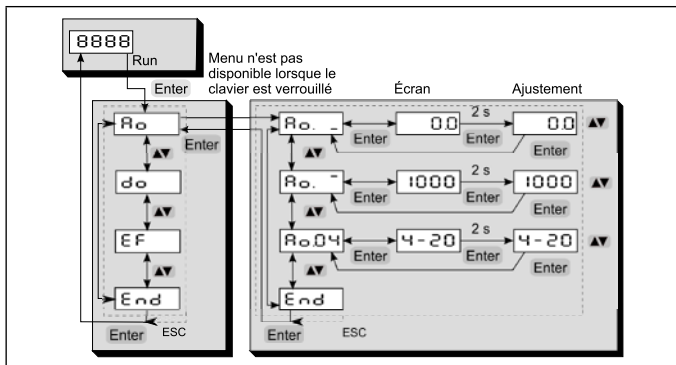 8888
Run
Enter
Menu n'est pas
disponible lorsque le
clavier est verrouillé
Écran
Ajustement
Ao
Enter
▲▼
do
▲▼
EF
▲▼
End
Enter
ESC
Ao. _
Enter
0.0
2 s
Enter
0.0
▲▼
Enter
▲▼
Ao. ¯
Enter
1000
2 s
Enter
1000
▲▼
Enter
▲▼
Ao.04
Enter
4-20
2 s
Enter
4-20
▲▼
Enter
▲▼
End
Enter
ESC